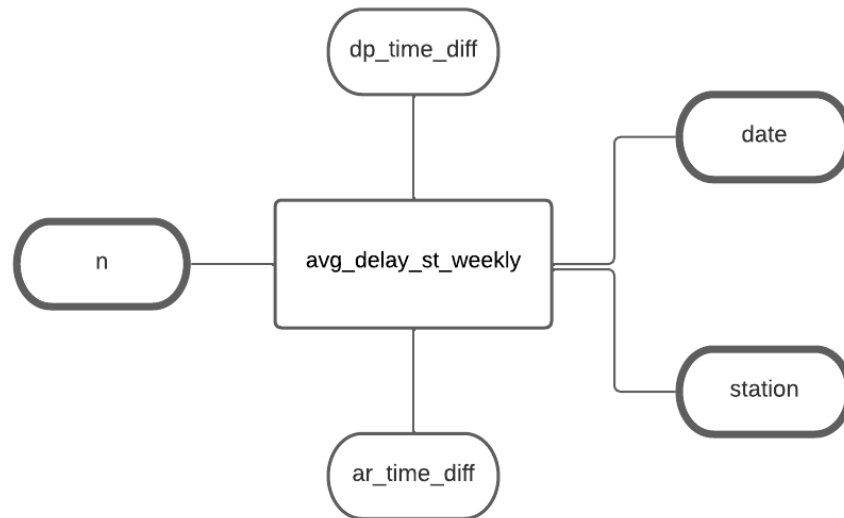 dp_time_diff
date
n
avg_delay_st_weekly
station
ar_time_diff